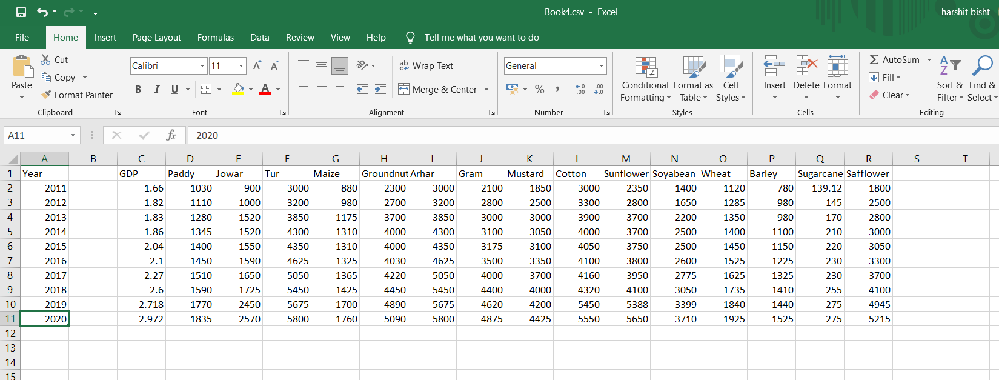 Book4.csv - Excel
harshit bisht
File Home Insert Page Layout Formulas Data Review View Help Tell me what you want to do
Paste
Cut
Copy
Format Painter
Clipboard
Calibri 11
B I U
Font
Wrap Text
Merge & Center
Alignment
General
Number
Conditional Formatting
Format as Table
Cell Styles
Styles
Insert
Delete
Format
Cells
AutoSum
Fill
Clear
Sort & Filter
Find & Select
Editing
A11 fx 2020
A B C D E F G H I J K L M N O P Q R S T
1 Year GDP Paddy Jowar Tur Maize Groundnut Arhar Gram Mustard Cotton Sunflower Soyabean Wheat Barley Sugarcane Safflower
2 2011 1.66 1030 900 3000 880 2300 3000 2100 1850 3000 2350 1400 1120 780 139.12 1800
3 2012 1.82 1110 1000 3200 980 2700 3200 2800 2500 3300 2800 1650 1285 980 145 2500
4 2013 1.83 1280 1520 3850 1175 3700 3850 3000 3000 3900 3700 2200 1350 980 170 2800
5 2014 1.86 1345 1520 4300 1310 4000 4300 3100 3050 4000 3700 2500 1400 1100 210 3000
6 2015 2.04 1400 1550 4350 1310 4000 4350 3175 3100 4050 3750 2500 1450 1150 220 3050
7 2016 2.1 1450 1590 4625 1325 4030 4625 3500 3350 4100 3800 2600 1525 1225 230 3300
8 2017 2.27 1510 1650 5050 1365 4220 5050 4000 3700 4160 3950 2775 1625 1325 230 3700
9 2018 2.6 1590 1725 5450 1425 4450 5450 4400 4000 4320 4100 3050 1735 1410 255 4100
10 2019 2.718 1770 2450 5675 1700 4890 5675 4620 4200 5450 5388 3399 1840 1440 275 4945
11 2020 2.972 1835 2570 5800 1760 5090 5800 4875 4425 5550 5650 3710 1925 1525 275 5215
12
13
14
15